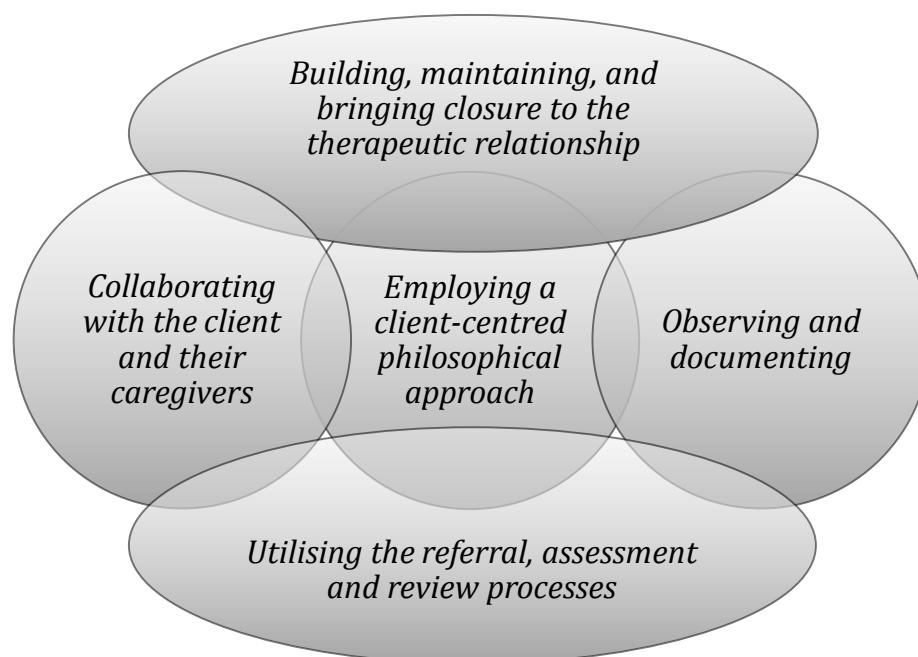 Building, maintaining, and
bringing closure to the
therapeutic relationship
Collaborating
with the client
and their
caregivers
Employing a
client-centred
philosophical
approach
Observing and
documenting
Utilising the referral, assessment
and review processes